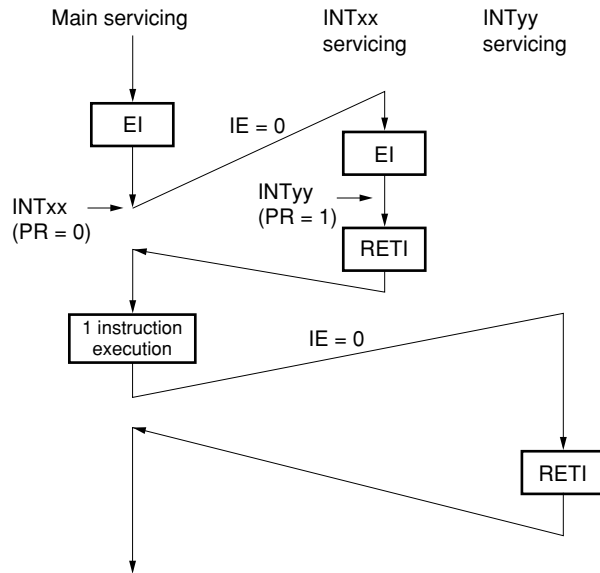 Main servicing
INTxx
servicing
INTyy
servicing
EI
IE = 0
EI
INTxx
(PR = 0)
INTyy
(PR = 1)
RETI
1 instruction
execution
IE = 0
RETI